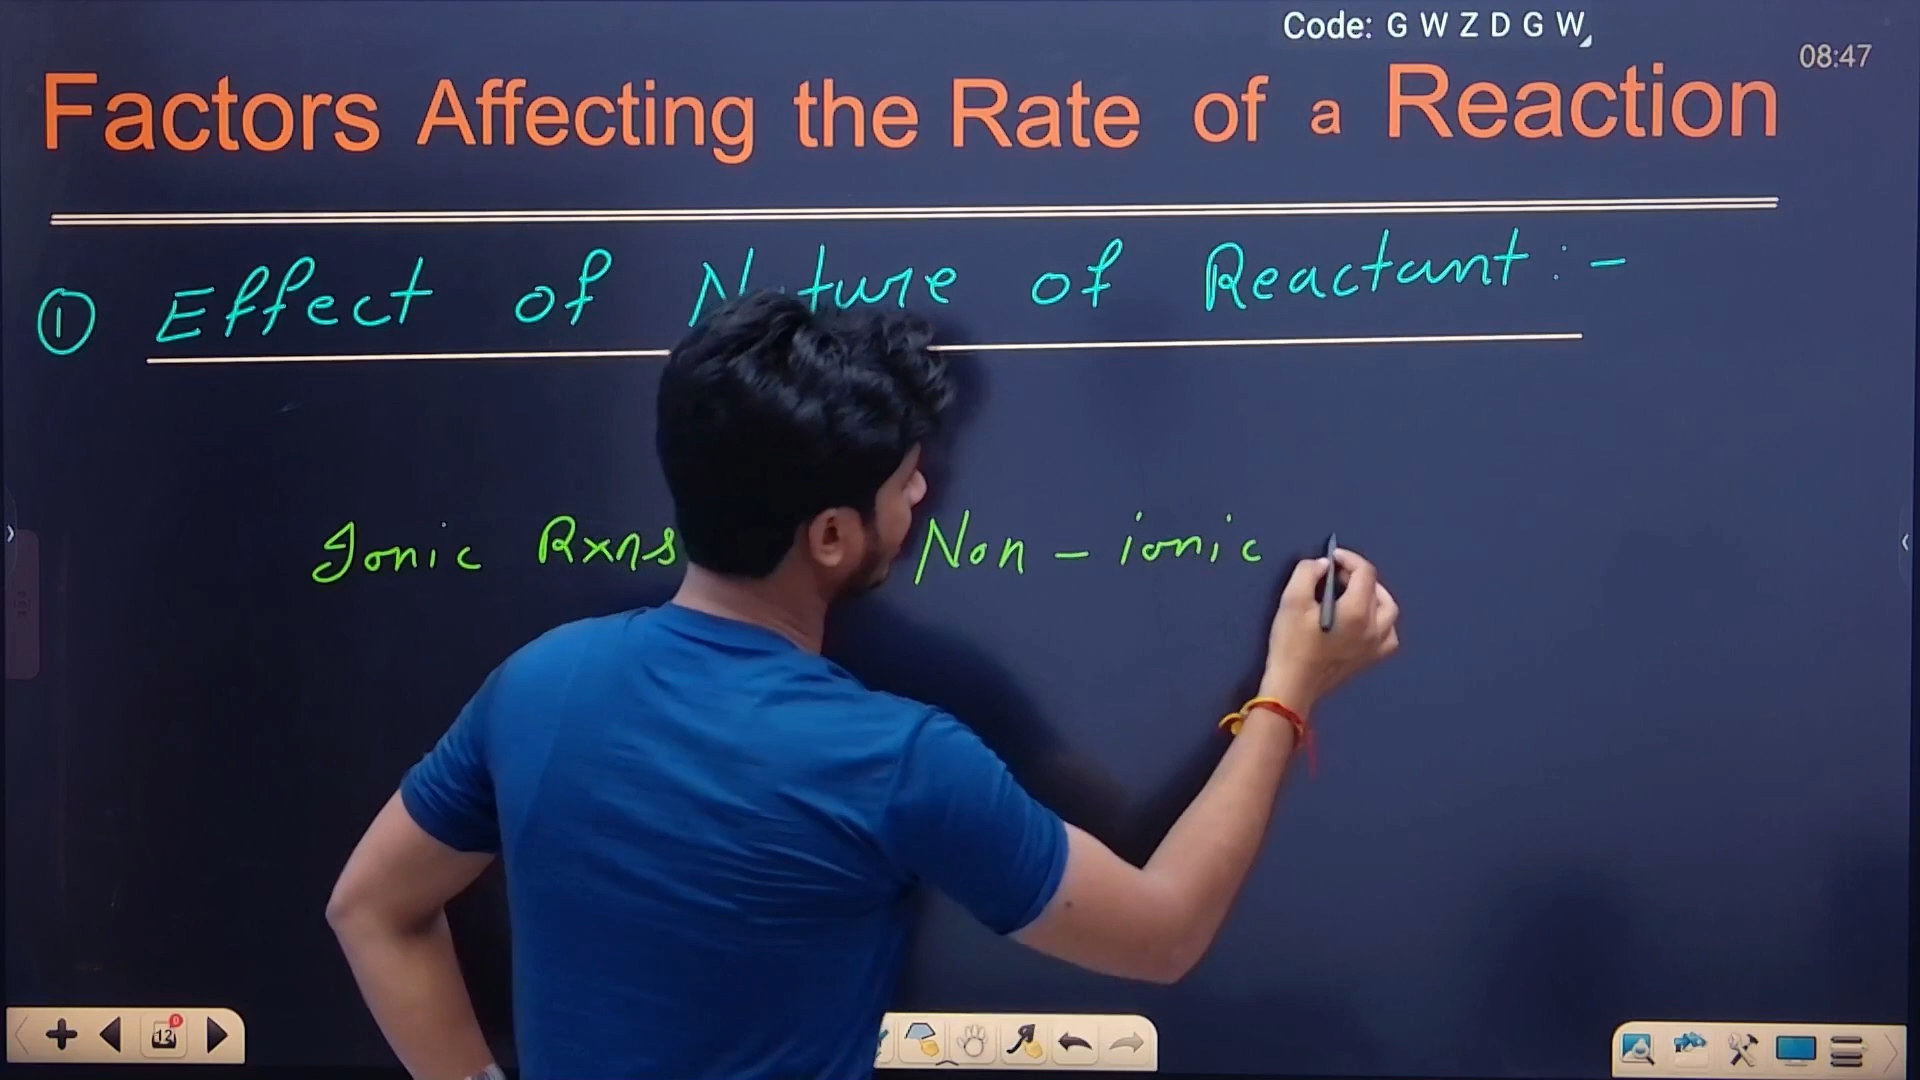 Code: G W Z D G W
08:47
Factors Affecting the Rate of a Reaction
① Effect of Nature of Reactant :-
Ionic Rxns Non - ionic
12